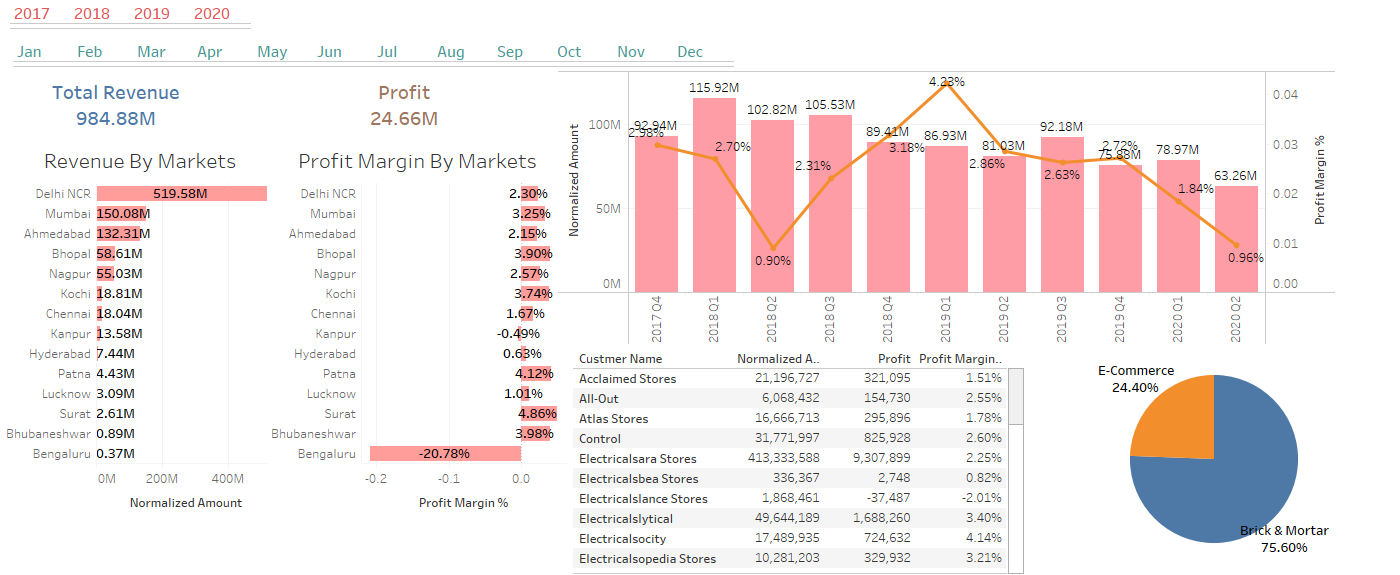 2017 2018 2019 2020
Jan Feb Mar Apr May Jun Jul Aug Sep Oct Nov Dec
Total Revenue
984.88M
Profit
24.66M
Revenue By Markets
Delhi NCR 519.58M
Mumbai 150.08M
Ahmedabad 132.31M
Bhopal 58.61M
Nagpur 55.03M
Kochi 18.81M
Chennai 18.04M
Kanpur 13.58M
Hyderabad 7.44M
Patna 4.43M
Lucknow 3.09M
Surat 2.61M
Bhubaneshwar 0.89M
Bengaluru 0.37M
0M 200M 400M
Normalized Amount
Profit Margin By Markets
Delhi NCR 2.30%
Mumbai 3.25%
Ahmedabad 2.15%
Bhopal 3.90%
Nagpur 2.57%
Kochi 3.74%
Chennai 1.67%
Kanpur -0.49%
Hyderabad 0.63%
Patna 4.12%
Lucknow 1.01%
Surat 4.86%
Bhubaneshwar 3.98%
Bengaluru -20.78%
-0.2 -0.1 0.0
Profit Margin %
Normalized Amount
100M
50M
0M
92.94M 115.92M 102.82M 105.53M 89.41M 86.93M 81.03M 92.18M 75.88M 78.97M 63.26M
2.98% 2.70% 0.90% 2.31% 3.18% 4.23% 2.86% 2.63% 2.72% 1.84% 0.96%
0.04
0.03
0.02
0.01
0.00
Profit Margin %
2017 Q4 2018 Q1 2018 Q2 2018 Q3 2018 Q4 2019 Q1 2019 Q2 2019 Q3 2019 Q4 2020 Q1 2020 Q2
Custmer Name Normalized A.. Profit Profit Margin..
Acclaimed Stores 21,196,727 321,095 1.51%
All-Out 6,068,432 154,730 2.55%
Atlas Stores 16,666,713 295,896 1.78%
Control 31,771,997 825,928 2.60%
Electricalsara Stores 413,333,588 9,307,899 2.25%
Electricalsbea Stores 336,367 2,748 0.82%
Electricalslance Stores 1,868,461 -37,487 -2.01%
Electricalslytical 49,644,189 1,688,260 3.40%
Electricalsocity 17,489,935 724,632 4.14%
Electricalsopedia Stores 10,281,203 329,932 3.21%
E-Commerce
24.40%
Brick & Mortar
75.60%